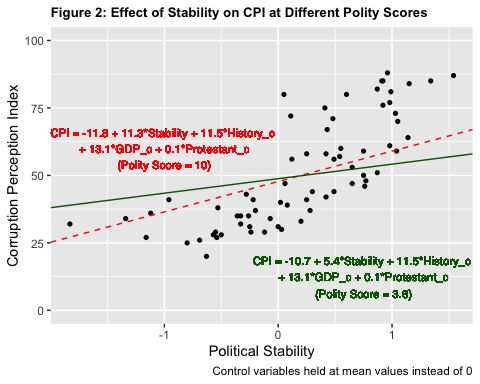 Figure 2: Effect of Stability on CPI at Different Polity Scores
100
75
50
25
0
Corruption Perception Index
CPI = -11.8 + 11.3*Stability + 11.5*History_c
+ 13.1*GDP_c + 0.1*Protestant_c
(Polity Score = 10)
CPI = -10.7 + 5.4*Stability + 11.5*History_c
+ 13.1*GDP_c + 0.1*Protestant_c
(Polity Score = 3.6)
-1 0 1
Political Stability
Control variables held at mean values instead of 0